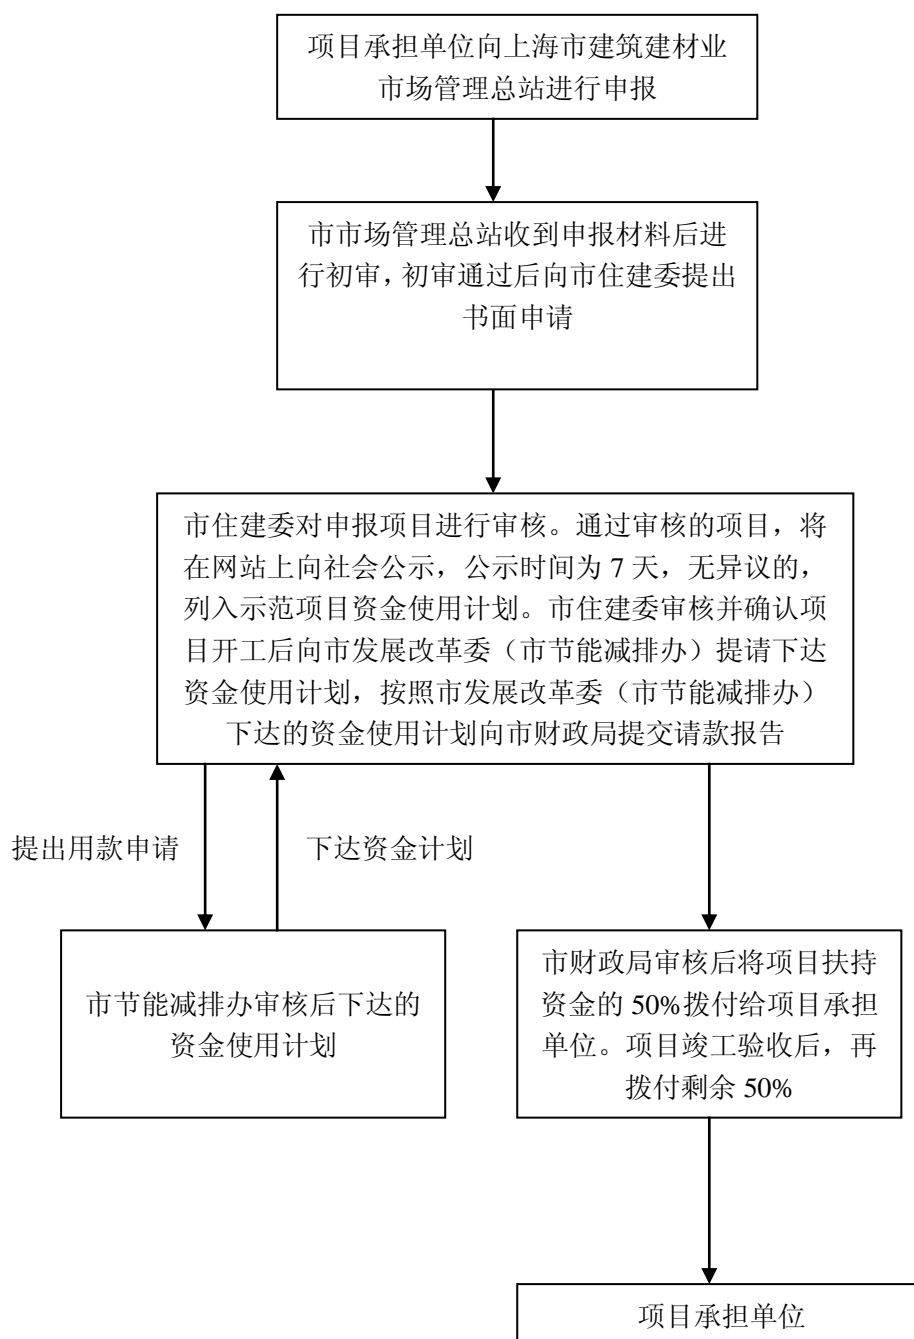 项目承担单位向上海市建筑建材业
市场管理总站进行申报
市市场管理总站收到申报材料后进
行初审，初审通过后向市住建委提出
书面申请
市住建委对申报项目进行审核。通过审核的项目，将
在网站上向社会公示，公示时间为 7 天，无异议的，
列入示范项目资金使用计划。市住建委审核并确认项
目开工后向市发展改革委（市节能减排办）提请下达
资金使用计划，按照市发展改革委（市节能减排办）
下达的资金使用计划向市财政局提交请款报告
提出用款申请
下达资金计划
市节能减排办审核后下达的
资金使用计划
市财政局审核后将项目扶持
资金的 50%拨付给项目承担
单位。项目竣工验收后，再
拨付剩余 50%
项目承担单位